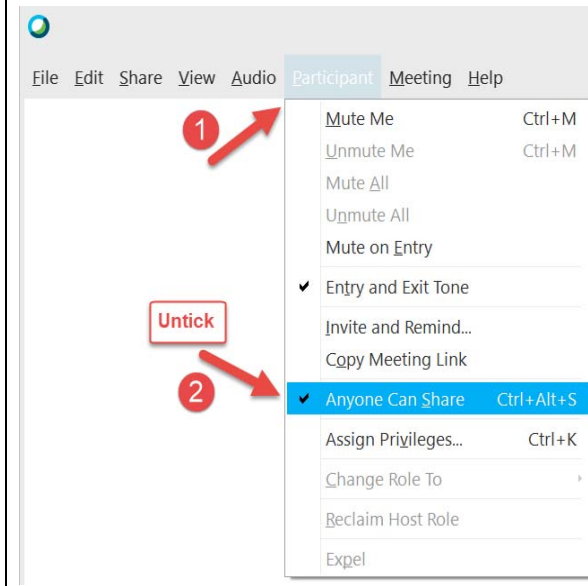 File Edit Share View Audio Participant Meeting Help
1
Mute Me Ctrl+M
Unmute Me Ctrl+M
Mute All
Unmute All
Mute on Entry
Entry and Exit Tone
Untick
Invite and Remind...
Copy Meeting Link
2
Anyone Can Share Ctrl+Alt+S
Assign Privileges... Ctrl+K
Change Role To
Reclaim Host Role
Expel